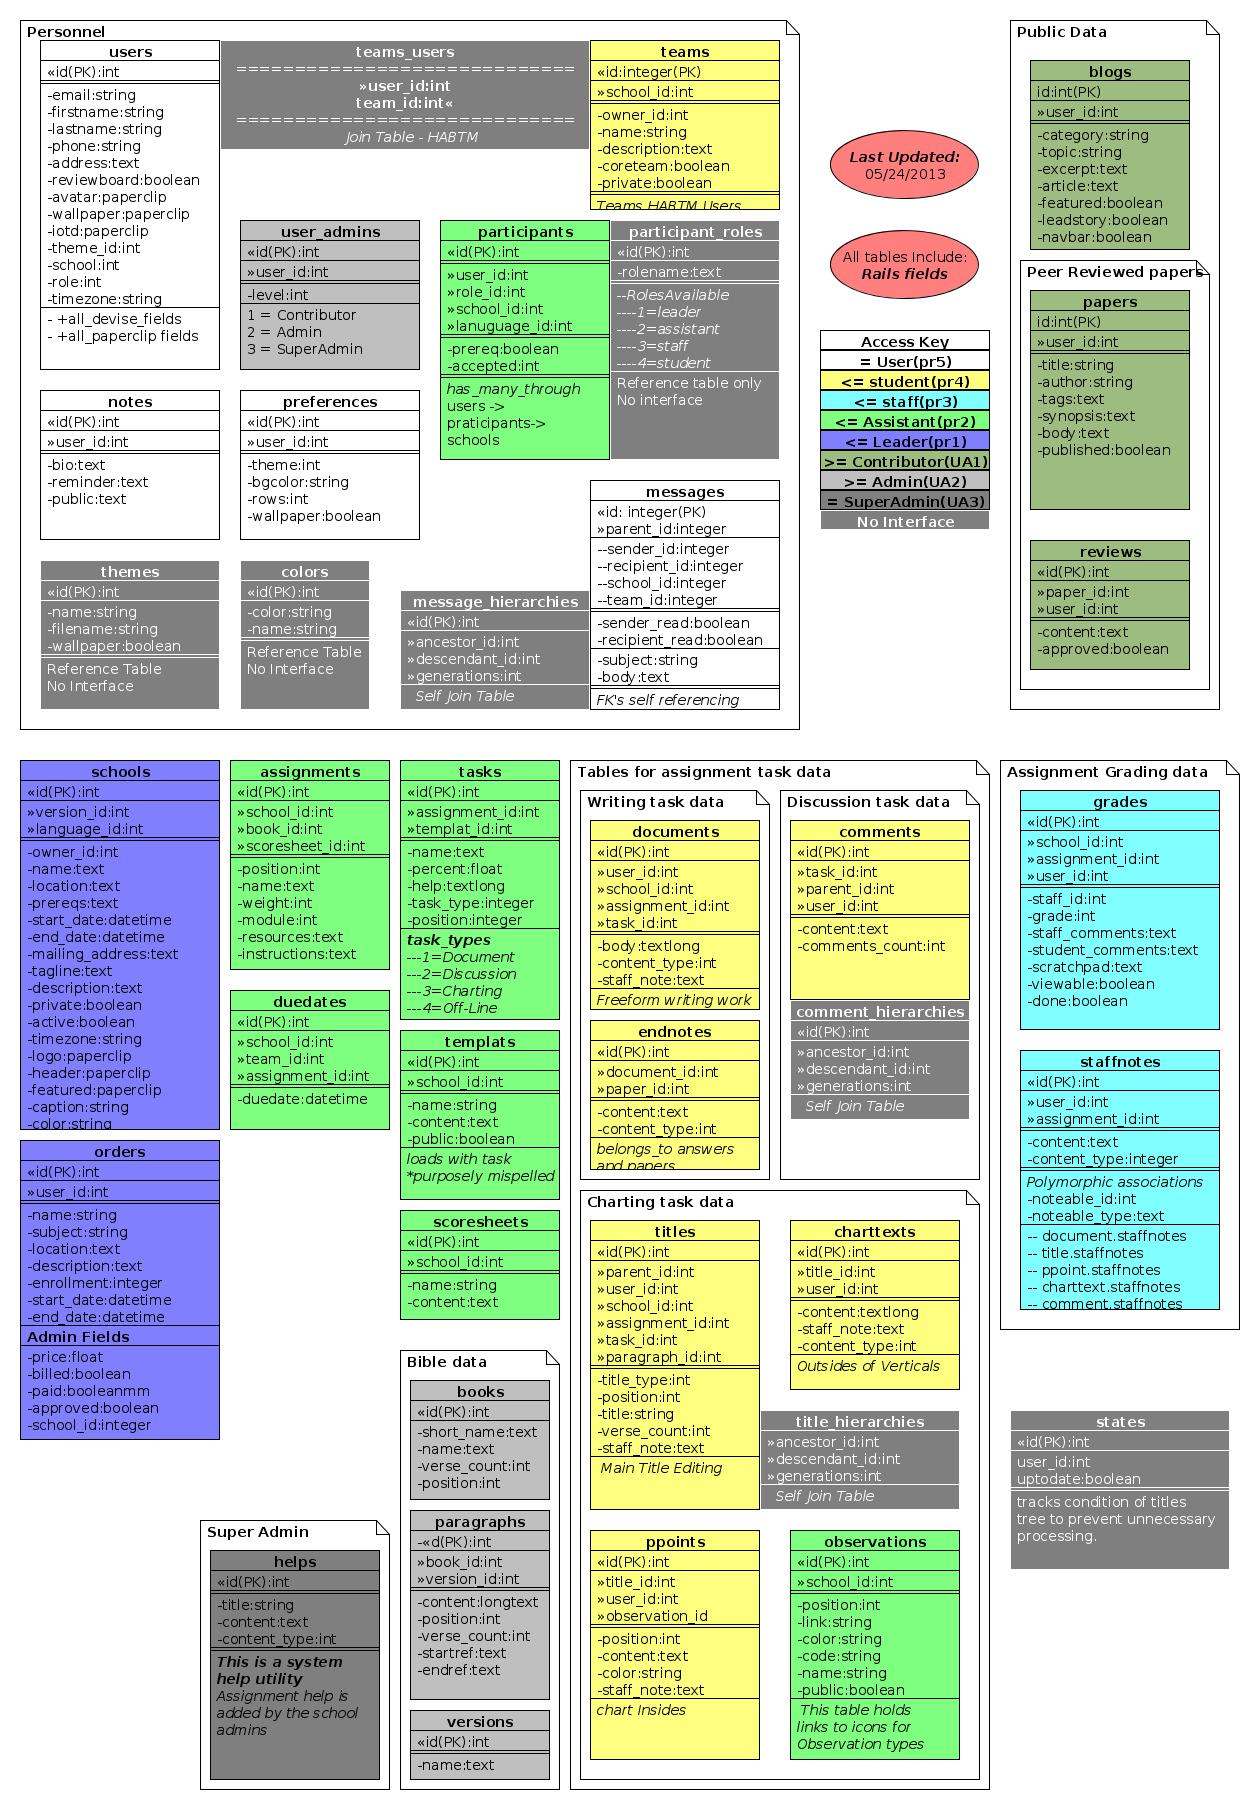 Personnel
users
«id(PK):int
-email:string
-firstname:string
-lastname:string
-phone:string
-address:text
-reviewboard:boolean
-avatar:paperclip
-wallpaper:paperclip
-iotd:paperclip
-theme_id:int
-school:int
-role:int
-timezone:string
- +all_devise_fields
- +all_paperclip fields
teams_users
=============================
»user_id:int
team_id:int«
=============================
Join Table - HABTM
teams
«id:integer(PK)
»school_id:int
-owner_id:int
-name:string
-description:text
-coreteam:boolean
-private:boolean
Teams HABTM Users
user_admins
«id(PK):int
»user_id:int
-level:int
1 = Contributor
2 = Admin
3 = SuperAdmin
participants
«id(PK):int
»user_id:int
»role_id:int
»school_id:int
»lanuguage_id:int
-prereq:boolean
-accepted:int
has_many_through
users ->
praticipants->
schools
participant_roles
«id(PK):int
-rolename:text
--RolesAvailable
----1=leader
----2=assistant
----3=staff
----4=student
Reference table only
No interface
notes
«id(PK):int
»user_id:int
-bio:text
-reminder:text
-public:text
preferences
«id(PK):int
»user_id:int
-theme:int
-bgcolor:string
-rows:int
-wallpaper:boolean
messages
«id: integer(PK)
»parent_id:integer
--sender_id:integer
--recipient_id:integer
--school_id:integer
--team_id:integer
-sender_read:boolean
-recipient_read:boolean
-subject:string
-body:text
FK's self referencing
themes
«id(PK):int
-name:string
-filename:string
-wallpaper:boolean
Reference Table
No Interface
colors
«id(PK):int
-color:string
-name:string
Reference Table
No Interface
message_hierarchies
«id(PK):int
»ancestor_id:int
»descendant_id:int
»generations:int
Self Join Table
Last Updated:
05/24/2013
All tables Include:
Rails fields
Access Key
= User(pr5)
<= student(pr4)
<= staff(pr3)
<= Assistant(pr2)
<= Leader(pr1)
>= Contributor(UA1)
>= Admin(UA2)
= SuperAdmin(UA3)
No Interface
Public Data
blogs
id:int(PK)
»user_id:int
-category:string
-topic:string
-excerpt:text
-article:text
-featured:boolean
-leadstory:boolean
-navbar:boolean
Peer Reviewed papers
papers
id:int(PK)
»user_id:int
-title:string
-author:string
-tags:text
-synopsis:text
-body:text
-published:boolean
reviews
«id(PK):int
»paper_id:int
»user_id:int
-content:text
-approved:boolean
schools
«id(PK):int
»version_id:int
»language_id:int
-owner_id:int
-name:text
-location:text
-prereqs:text
-start_date:datetime
-end_date:datetime
-mailing_address:text
-tagline:text
-description:text
-private:boolean
-active:boolean
-timezone:string
-logo:paperclip
-header:paperclip
-featured:paperclip
-caption:string
-color:string
orders
«id(PK):int
»user_id:int
-name:string
-subject:string
-location:text
-description:text
-enrollment:integer
-start_date:datetime
-end_date:datetime
Admin Fields
-price:float
-billed:boolean
-paid:booleanmm
-approved:boolean
-school_id:integer
assignments
«id(PK):int
»school_id:int
»book_id:int
»scoresheet_id:int
-position:int
-name:text
-weight:int
-module:int
-resources:text
-instructions:text
duedates
«id(PK):int
»school_id:int
»team_id:int
»assignment_id:int
-duedate:datetime
tasks
«id(PK):int
»assignment_id:int
»templat_id:int
-name:text
-percent:float
-help:textlong
-task_type:integer
-position:integer
task_types
---1=Document
---2=Discussion
---3=Charting
---4=Off-Line
templats
«id(PK):int
»school_id:int
-name:string
-content:text
-public:boolean
loads with task
*purposely mispelled
scoresheets
«id(PK):int
»school_id:int
-name:string
-content:text
Bible data
books
«id(PK):int
-short_name:text
-name:text
-verse_count:int
-position:int
paragraphs
-«d(PK):int
»book_id:int
»version_id:int
-content:longtext
-position:int
-verse_count:int
-startref:text
-endref:text
versions
«id(PK):int
-name:text
Super Admin
helps
«id(PK):int
-title:string
-content:text
-content_type:int
This is a system
help utility
Assignment help is
added by the school
admins
Tables for assignment task data
Writing task data
documents
«id(PK):int
»user_id:int
»school_id:int
»assignment_id:int
»task_id:int
-body:textlong
-content_type:int
-staff_note:text
Freeform writing work
endnotes
«id(PK):int
»document_id:int
»paper_id:int
-content:text
-content_type:int
belongs_to answers
and papers
Discussion task data
comments
«id(PK):int
»task_id:int
»parent_id:int
»user_id:int
-content:text
-comments_count:int
comment_hierarchies
«id(PK):int
»ancestor_id:int
»descendant_id:int
»generations:int
Self Join Table
Charting task data
titles
«id(PK):int
»parent_id:int
»user_id:int
»school_id:int
»assignment_id:int
»task_id:int
»paragraph_id:int
-title_type:int
-position:int
-title:string
-verse_count:int
-staff_note:text
Main Title Editing
charttexts
«id(PK):int
»title_id:int
»user_id:int
-content:textlong
-staff_note:text
-content_type:int
Outsides of Verticals
title_hierarchies
»ancestor_id:int
»descendant_id:int
»generations:int
Self Join Table
ppoints
«id(PK):int
»title_id:int
»user_id:int
»observation_id
-position:int
-content:text
-color:string
-staff_note:text
chart Insides
observations
«id(PK):int
»school_id:int
-position:int
-link:string
-color:string
-code:string
-name:string
-public:boolean
This table holds
links to icons for
Observation types
Assignment Grading data
grades
«id(PK):int
»school_id:int
»assignment_id:int
»user_id:int
-staff_id:int
-grade:int
-staff_comments:text
-student_comments:text
-scratchpad:text
-viewable:boolean
-done:boolean
staffnotes
«id(PK):int
»user_id:int
»assignment_id:int
-content:text
-content_type:integer
Polymorphic associations
-noteable_id:int
-noteable_type:text
-- document.staffnotes
-- title.staffnotes
-- ppoint.staffnotes
-- charttext.staffnotes
-- comment.staffnotes
states
«id(PK):int
user_id:int
uptodate:boolean
tracks condition of titles
tree to prevent unnecessary
processing.